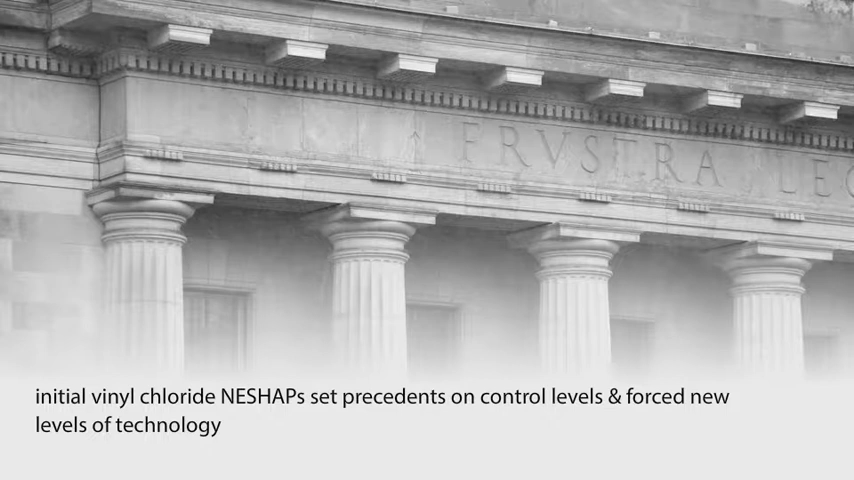 FRVSTRA
initial vinyl chloride NESHAPs set precedents on control levels & forced new
levels of technology